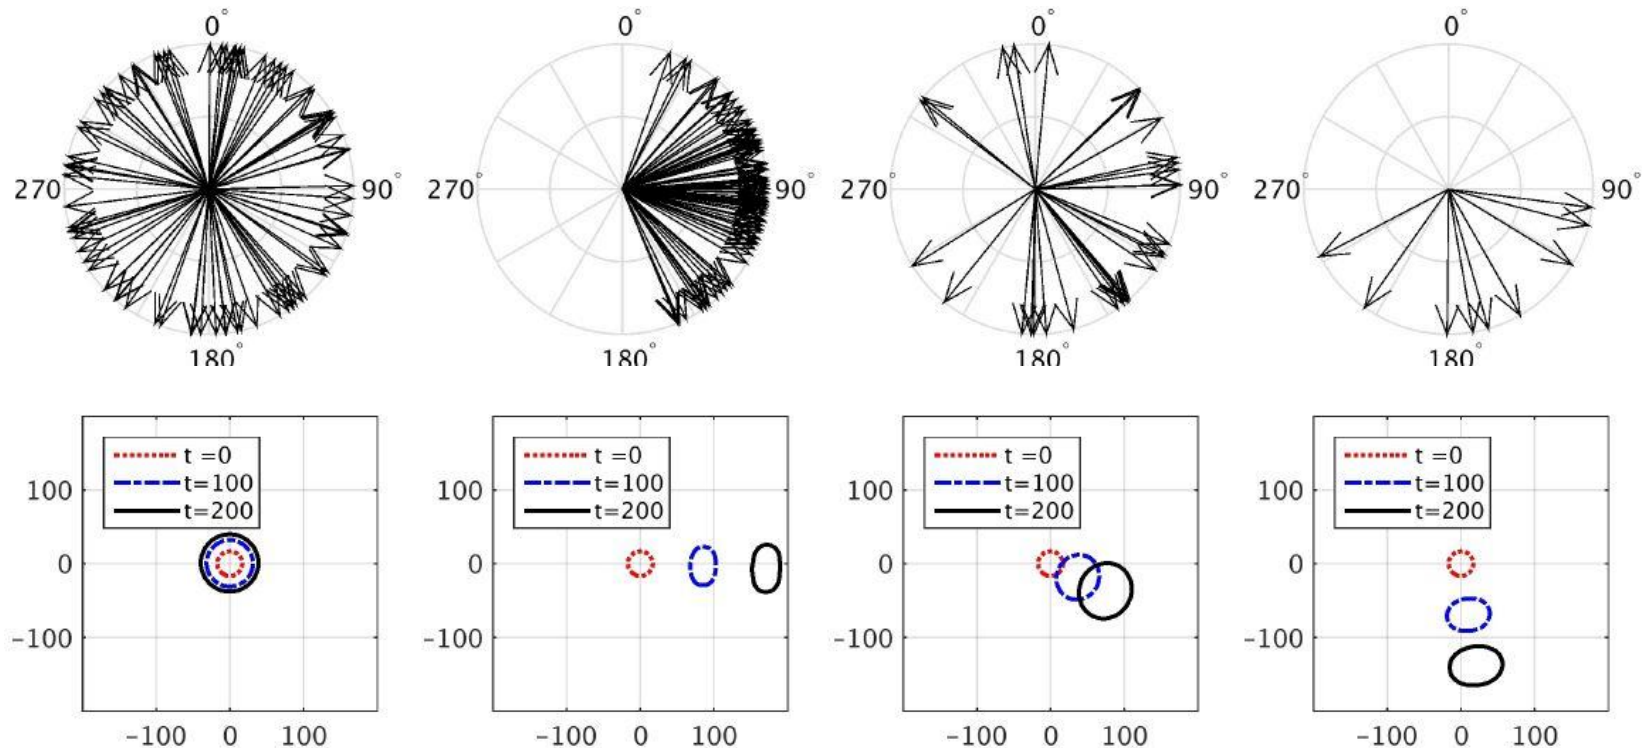 0° 0° 0° 0°
270 90° 270° 90° 270° 90° 270° 90°
180° 180° 180° 180°
t =0 t =0 t =0 t =0
t=100 t=100 t=100 t=100
t=200 t=200 t=200 t=200
100 100 100 100
0 0 0 0
−100 −100 −100 −100
−100 0 100 −100 0 100 −100 0 100 −100 0 100